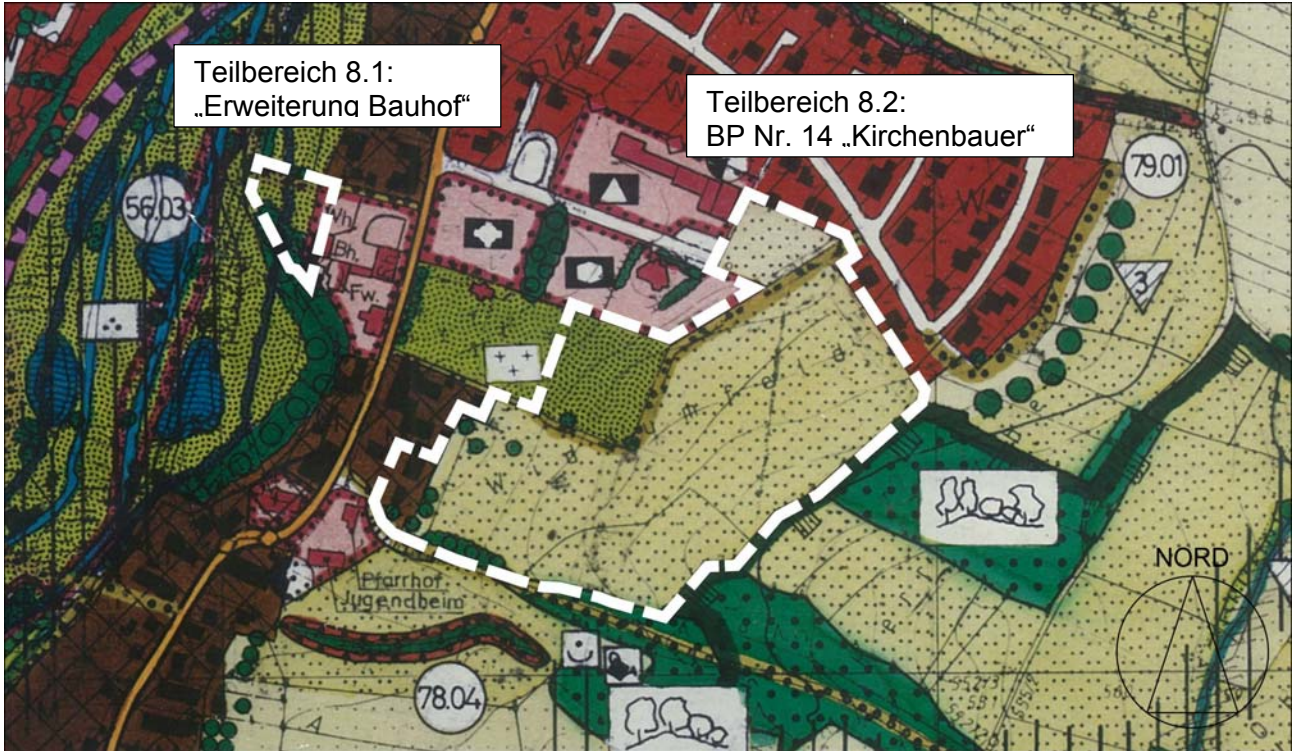 Teilbereich 8.1:
„Erweiterung Bauhof“
Teilbereich 8.2:
BP Nr. 14 „Kirchenbauer“
79.01
56.03
W
W
W
3
Wh.
Bh.
Fw.
NORD
Pfarrhof
Jugendheim
78.04